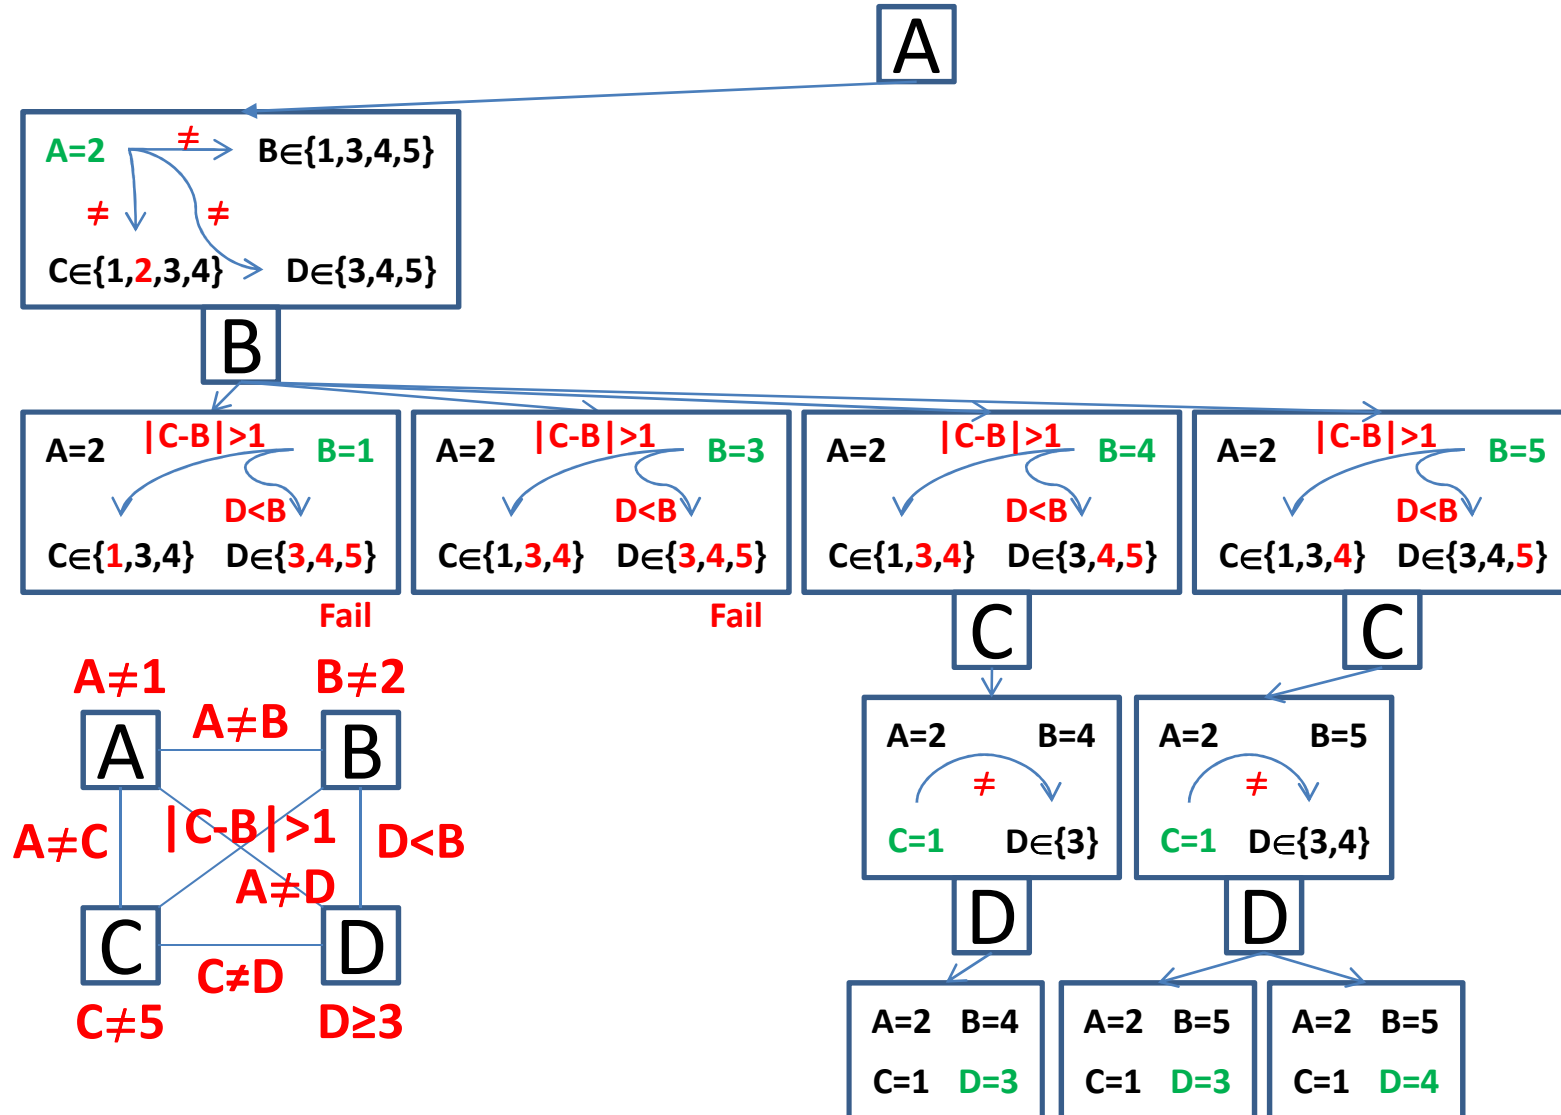 A
A=2 ≠ B∈{1,3,4,5}
≠ ≠
C∈{1,2,3,4} D∈{3,4,5}
B
A=2 |C-B|>1 B=1
D<B
C∈{1,3,4} D∈{3,4,5}
Fail
A=2 |C-B|>1 B=3
D<B
C∈{1,3,4} D∈{3,4,5}
Fail
A=2 |C-B|>1 B=4
D<B
C∈{1,3,4} D∈{3,4,5}
A=2 |C-B|>1 B=5
D<B
C∈{1,3,4} D∈{3,4,5}
C
C
A=2 B=4
≠
C=1 D∈{3}
A=2 B=5
≠
C=1 D∈{3,4}
D
D
A=2 B=4
C=1 D=3
A=2 B=5
C=1 D=3
A=2 B=5
C=1 D=4
A≠1 B≠2
A≠B
A B
A≠C |C-B|>1 D<B
A≠D
C D
C≠D
C≠5 D≥3